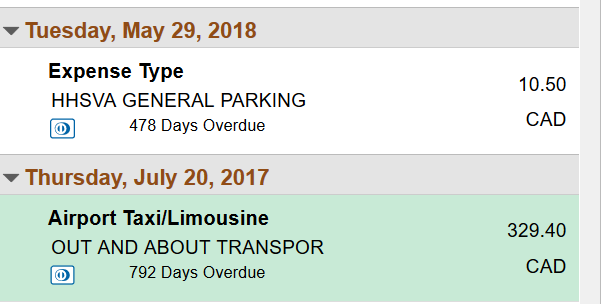 Tuesday, May 29, 2018
Expense Type
10.50
HHSVA GENERAL PARKING
CAD
478 Days Overdue
Thursday, July 20, 2017
Airport Taxi/Limousine
329.40
OUT AND ABOUT TRANSPOR
CAD
792 Days Overdue